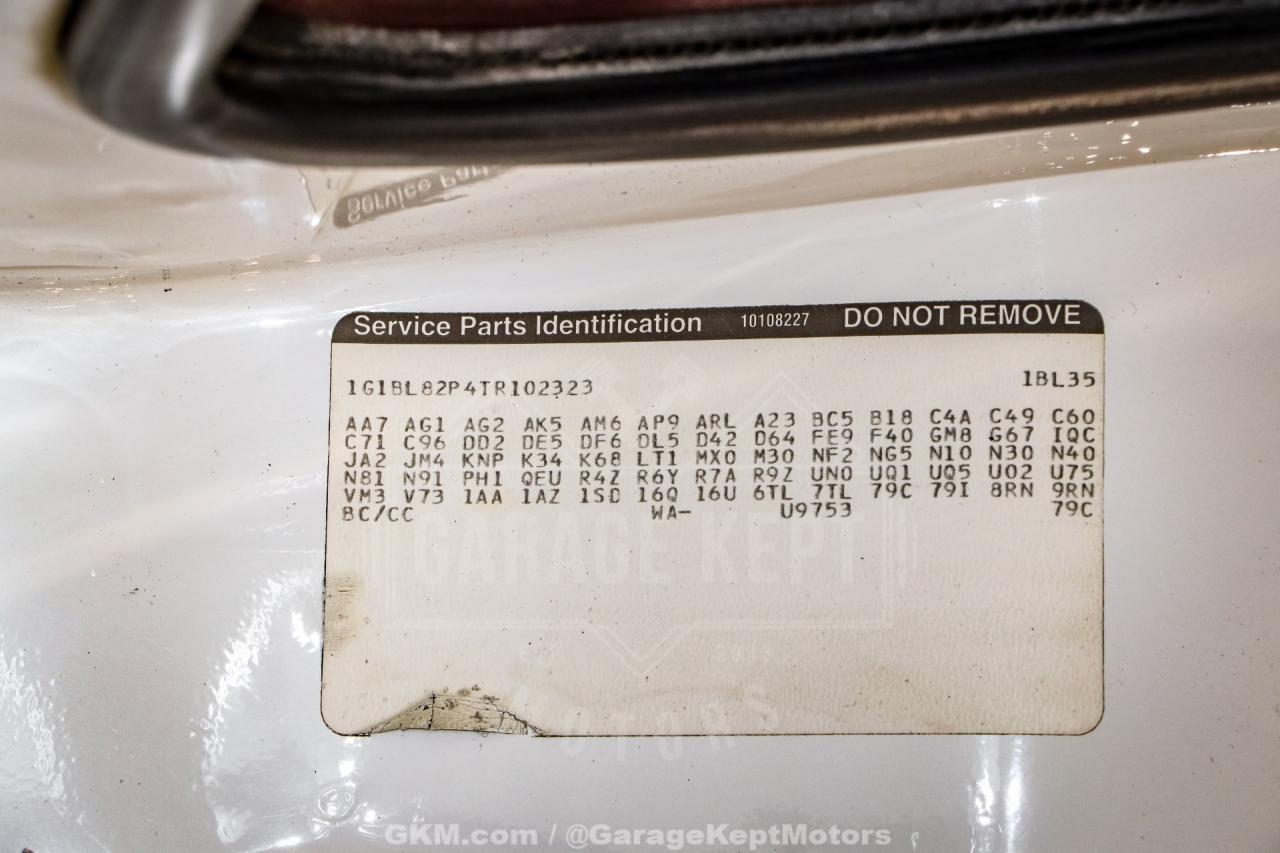 Service Part
Service Parts Identification 10108227 DO NOT REMOVE
1G1BL82P4TR102323 1BL35
AA7 AG1 AG2 AK5 AM6 AP9 ARL A23 BC5 B18 C4A C49 C60
C71 C96 DD2 DE5 DF6 DL5 D42 D64 FE9 F40 GM8 G67 IQC
JA2 JM4 KNP K34 K68 LT1 MX0 M30 NF2 NG5 N10 N30 N40
N81 N91 PH1 QEU R4Z R6Y R7A R9Z UN0 UQ1 UQ5 U02 U75
VM3 V73 1AA 1AZ 1SD 16Q 16U 6TL 7TL 79C 79I 8RN 9RN
BC/CC WA- U9753 79C
GARAGE KEPT
MOTORS
GKM.com / @GarageKeptMotors